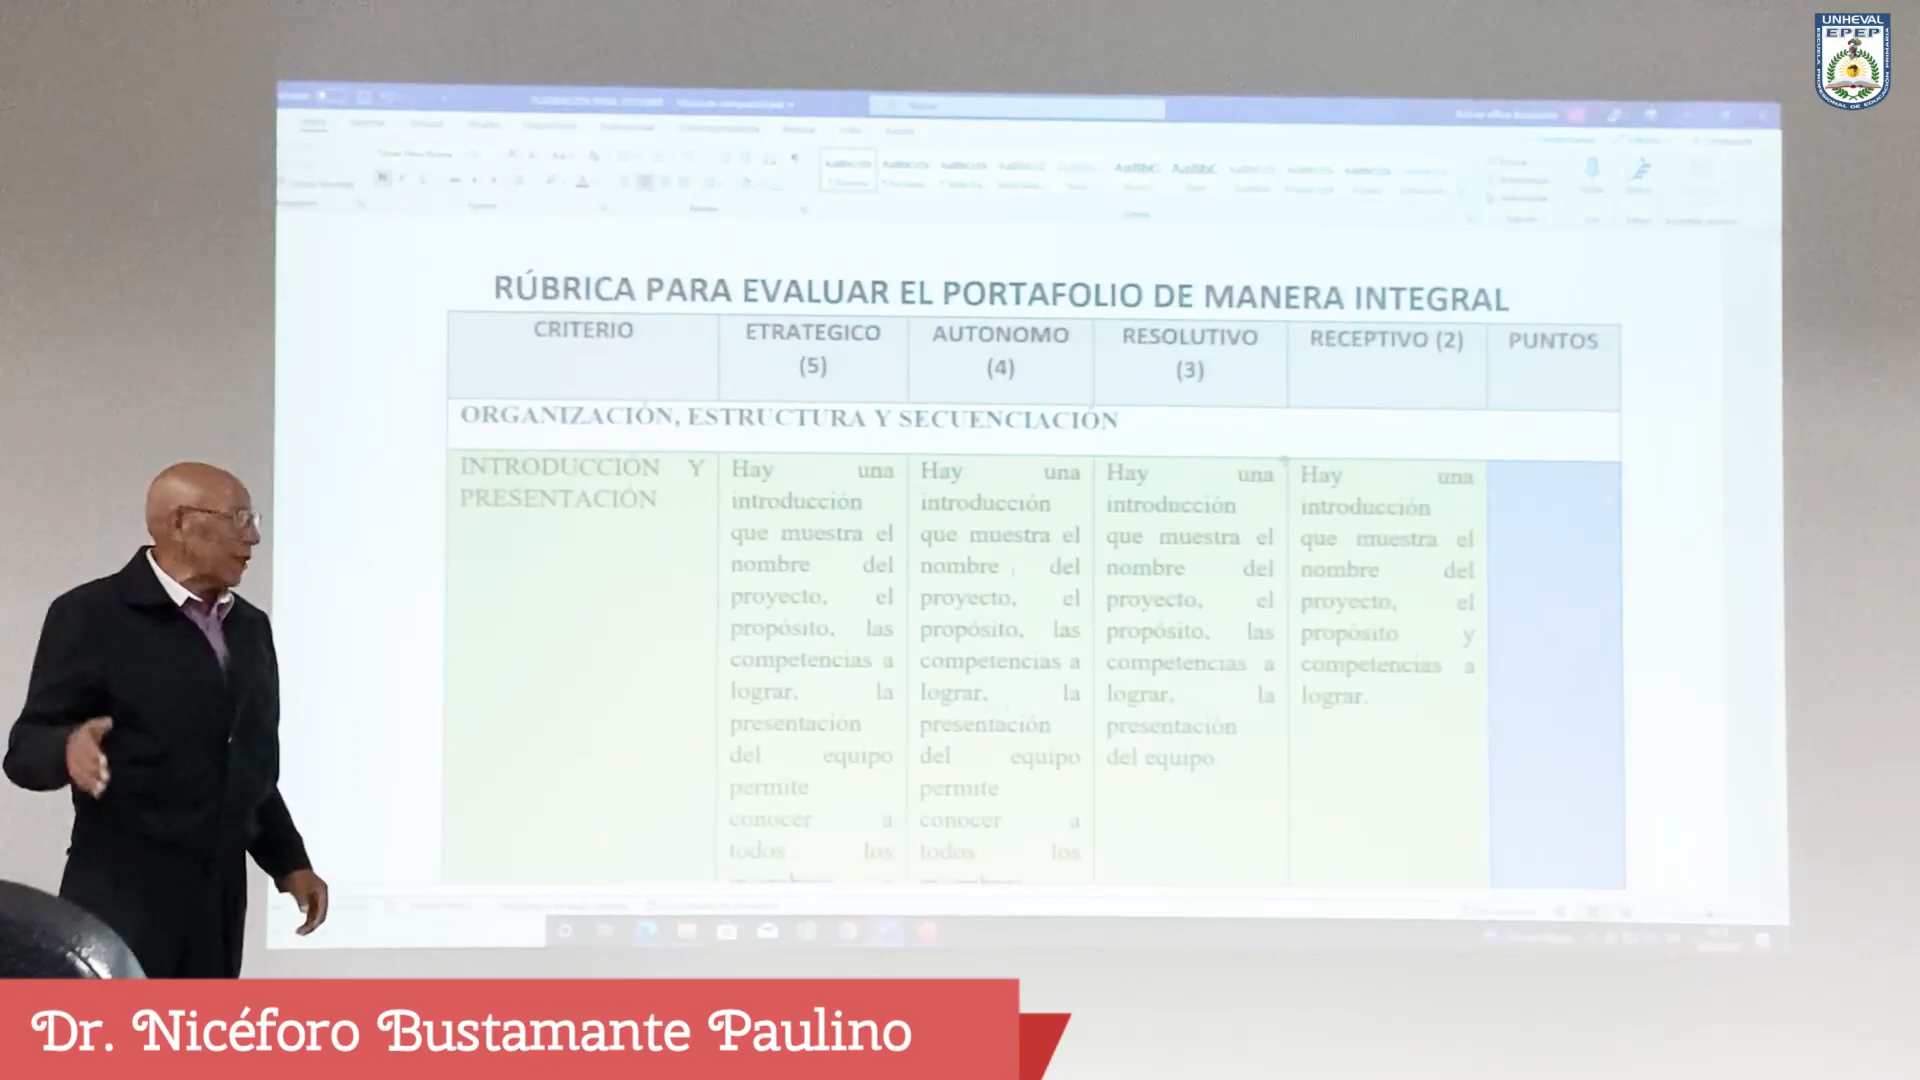 UNHEVAL
EPEP
ESCUELA PROFESIONAL DE EDUCACIÓN PRIMARIA
RÚBRICA PARA EVALUAR EL PORTAFOLIO DE MANERA INTEGRAL
CRITERIO
ETRATEGICO
(5)
AUTONOMO
(4)
RESOLUTIVO
(3)
RECEPTIVO (2)
PUNTOS
ORGANIZACIÓN, ESTRUCTURA Y SECUENCIACIÓN
INTRODUCCIÓN Y
PRESENTACIÓN
Hay una
introducción
que muestra el
nombre del
proyecto, el
propósito, las
competencias a
lograr, la
presentación
del equipo
permite
conocer a
todos los
Hay una
introducción
que muestra el
nombre del
proyecto, el
propósito, las
competencias a
lograr, la
presentación
del equipo
permite
conocer a
todos los
Hay una
introducción
que muestra el
nombre del
proyecto, el
propósito, las
competencias a
lograr, la
presentación
del equipo.
Hay una
introducción
que muestra el
nombre del
proyecto, el
propósito y
competencias a
lograr.
Dr. Nicéforo Bustamante Paulino